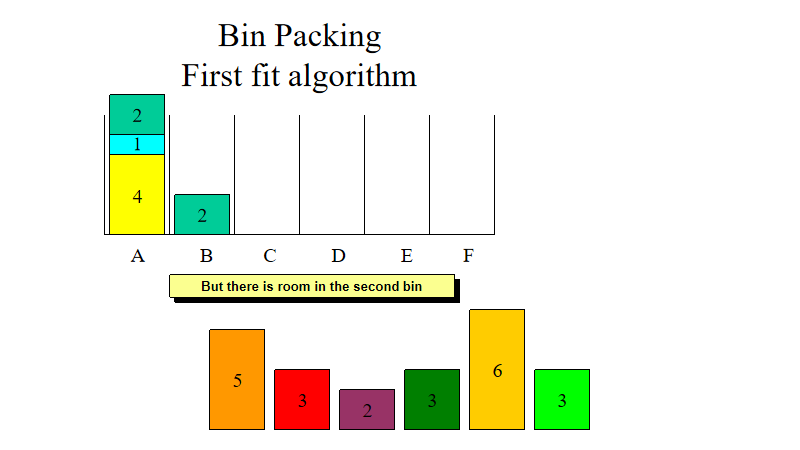 Bin Packing
First fit algorithm
2
1
4
2
A B C D E F
But there is room in the second bin
5 3 2 3 6 3